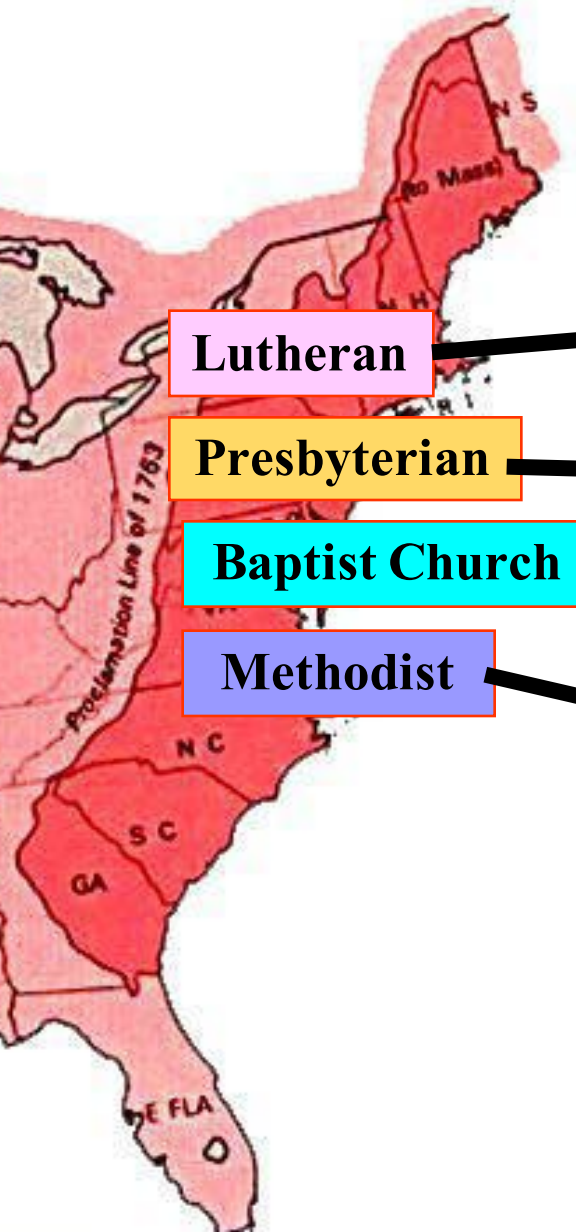 N S
(to Mass)
N H
Lutheran
R I
Presbyterian
Proclamation Line of 1763
Baptist Church
Methodist
N C
S C
GA
E FLA